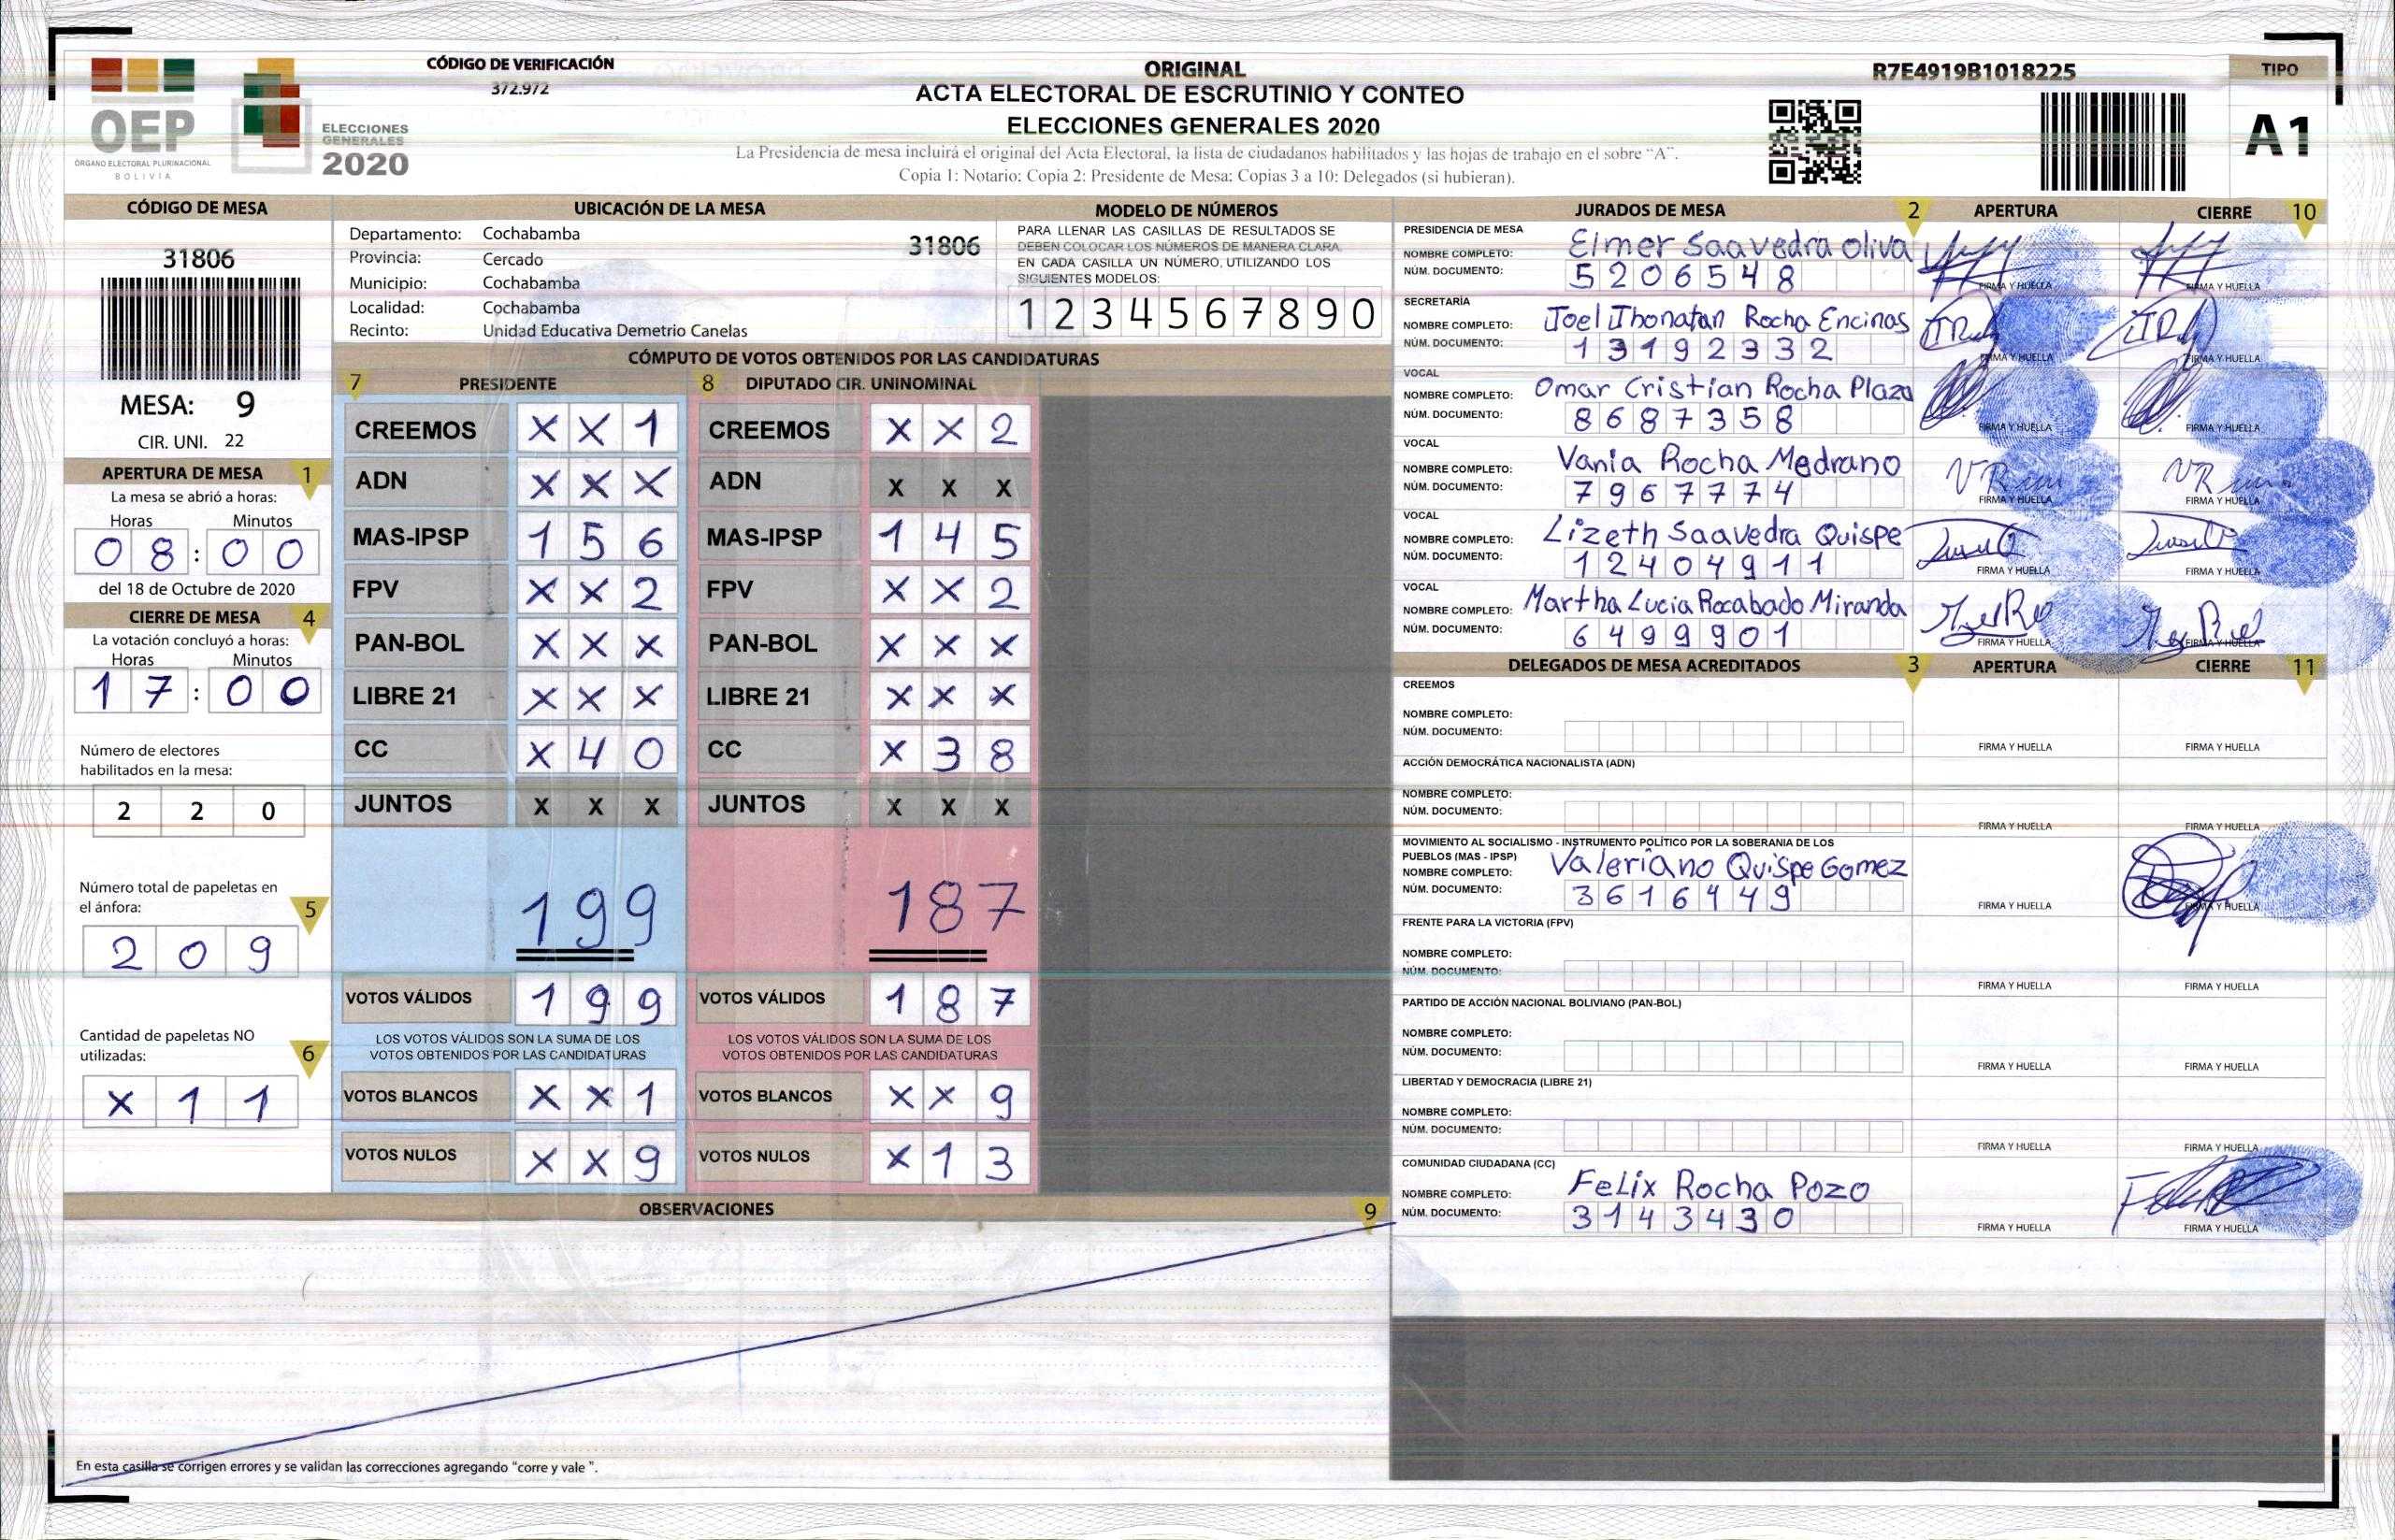 CÓDIGO DE VERIFICACIÓN
372.972
ORIGINAL
ACTA ELECTORAL DE ESCRUTINIO Y CONTEO
ELECCIONES GENERALES 2020
La Presidencia de mesa incluirá el original del Acta Electoral, la lista de ciudadanos habilitados y las hojas de trabajo en el sobre "A".
Copia 1: Notario: Copia 2: Presidente de Mesa: Copias 3 a 10: Delegados (si hubieran).
R7E4919B1018225
TIPO
A1
OEP
ÓRGANO ELECTORAL PLURINACIONAL
BOLIVIA
ELECCIONES
GENERALES
2020
CÓDIGO DE MESA
31806
MESA: 9
CIR. UNI. 22
APERTURA DE MESA 1
La mesa se abrió a horas:
Horas Minutos
08:00
del 18 de Octubre de 2020
CIERRE DE MESA 4
La votación concluyó a horas:
Horas Minutos
17:00
Número de electores
habilitados en la mesa:
2 2 0
Número total de papeletas en
el ánfora: 5
2 0 9
Cantidad de papeletas NO
utilizadas: 6
X 1 1
UBICACIÓN DE LA MESA
Departamento: Cochabamba
31806
Provincia: Cercado
Municipio: Cochabamba
Localidad: Cochabamba
Recinto: Unidad Educativa Demetrio Canelas
MODELO DE NÚMEROS
PARA LLENAR LAS CASILLAS DE RESULTADOS SE
DEBEN COLOCAR LOS NÚMEROS DE MANERA CLARA.
EN CADA CASILLA UN NÚMERO, UTILIZANDO LOS
SIGUIENTES MODELOS:
1 2 3 4 5 6 7 8 9 0
CÓMPUTO DE VOTOS OBTENIDOS POR LAS CANDIDATURAS
7 PRESIDENTE 8 DIPUTADO CIR. UNINOMINAL
CREEMOS X X 1 CREEMOS X X 2
ADN X X X ADN X X X
MAS-IPSP 1 5 6 MAS-IPSP 1 4 5
FPV X X 2 FPV X X 2
PAN-BOL X X X PAN-BOL X X X
LIBRE 21 X X X LIBRE 21 X X X
CC X 4 0 CC X 3 8
JUNTOS X X X JUNTOS X X X
199 187
VOTOS VÁLIDOS 1 9 9 VOTOS VÁLIDOS 1 8 7
LOS VOTOS VÁLIDOS SON LA SUMA DE LOS LOS VOTOS VÁLIDOS SON LA SUMA DE LOS
VOTOS OBTENIDOS POR LAS CANDIDATURAS VOTOS OBTENIDOS POR LAS CANDIDATURAS
VOTOS BLANCOS X X 1 VOTOS BLANCOS X X 9
VOTOS NULOS X X 9 VOTOS NULOS X 1 3
OBSERVACIONES 9
En esta casilla se corrigen errores y se validan las correcciones agregando "corre y vale ".
JURADOS DE MESA 2 APERTURA CIERRE 10
PRESIDENCIA DE MESA
NOMBRE COMPLETO: Elmer Saavedra Oliva
NÚM. DOCUMENTO: 5206548
FIRMA Y HUELLA FIRMA Y HUELLA
SECRETARÍA
NOMBRE COMPLETO: Joel Jhonatan Rocha Encinas
NÚM. DOCUMENTO: 13192332
FIRMA Y HUELLA FIRMA Y HUELLA
VOCAL
NOMBRE COMPLETO: Omar Cristian Rocha Plaza
NÚM. DOCUMENTO: 8687358
FIRMA Y HUELLA FIRMA Y HUELLA
VOCAL
NOMBRE COMPLETO: Vania Rocha Medrano
NÚM. DOCUMENTO: 7967774
FIRMA Y HUELLA FIRMA Y HUELLA
VOCAL
NOMBRE COMPLETO: Lizeth Saavedra Quispe
NÚM. DOCUMENTO: 12404911
FIRMA Y HUELLA FIRMA Y HUELLA
VOCAL
NOMBRE COMPLETO: Martha Lucia Rocabado Miranda
NÚM. DOCUMENTO: 6499901
FIRMA Y HUELLA FIRMA Y HUELLA
DELEGADOS DE MESA ACREDITADOS 3 APERTURA CIERRE 11
CREEMOS
NOMBRE COMPLETO:
NÚM. DOCUMENTO:
FIRMA Y HUELLA FIRMA Y HUELLA
ACCIÓN DEMOCRÁTICA NACIONALISTA (ADN)
NOMBRE COMPLETO:
NÚM. DOCUMENTO:
FIRMA Y HUELLA FIRMA Y HUELLA
MOVIMIENTO AL SOCIALISMO - INSTRUMENTO POLÍTICO POR LA SOBERANIA DE LOS
PUEBLOS (MAS - IPSP)
NOMBRE COMPLETO: Valeriano Quispe Gomez
NÚM. DOCUMENTO: 3616449
FIRMA Y HUELLA FIRMA Y HUELLA
FRENTE PARA LA VICTORIA (FPV)
NOMBRE COMPLETO:
NÚM. DOCUMENTO:
FIRMA Y HUELLA FIRMA Y HUELLA
PARTIDO DE ACCIÓN NACIONAL BOLIVIANO (PAN-BOL)
NOMBRE COMPLETO:
NÚM. DOCUMENTO:
FIRMA Y HUELLA FIRMA Y HUELLA
LIBERTAD Y DEMOCRACIA (LIBRE 21)
NOMBRE COMPLETO:
NÚM. DOCUMENTO:
FIRMA Y HUELLA FIRMA Y HUELLA
COMUNIDAD CIUDADANA (CC)
NOMBRE COMPLETO: Felix Rocha Pozo
NÚM. DOCUMENTO: 3143430
FIRMA Y HUELLA FIRMA Y HUELLA